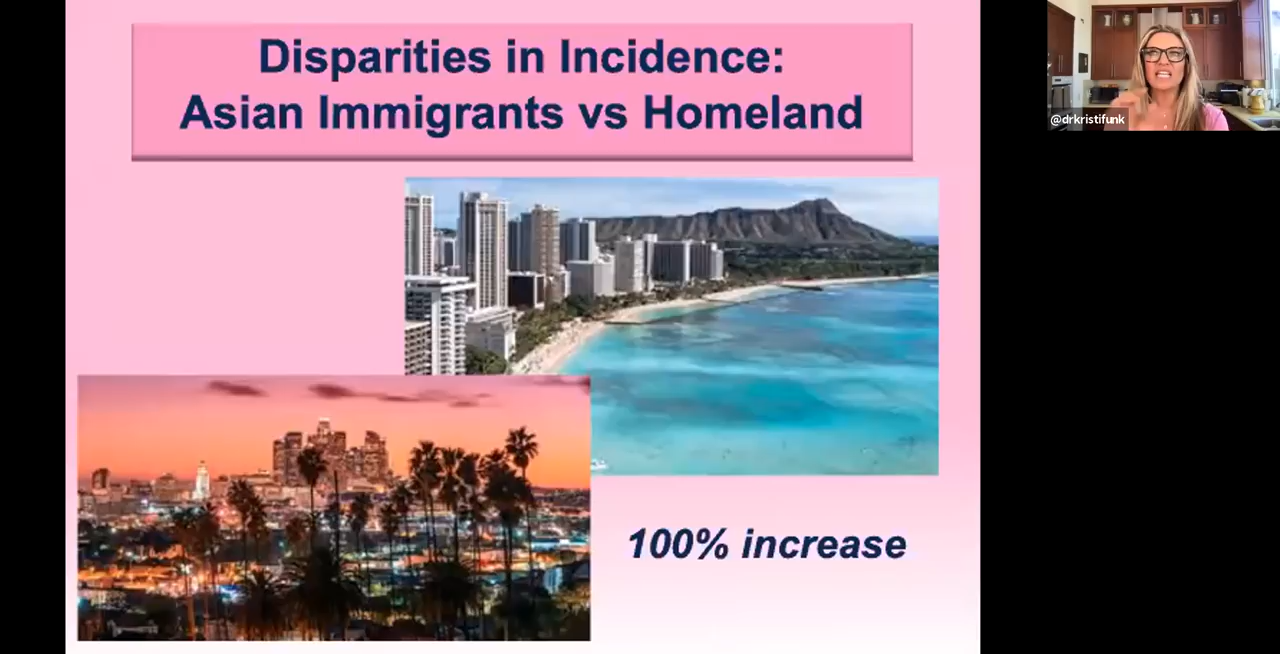 Disparities in Incidence:
Asian Immigrants vs Homeland
@drkristifunk
100% increase